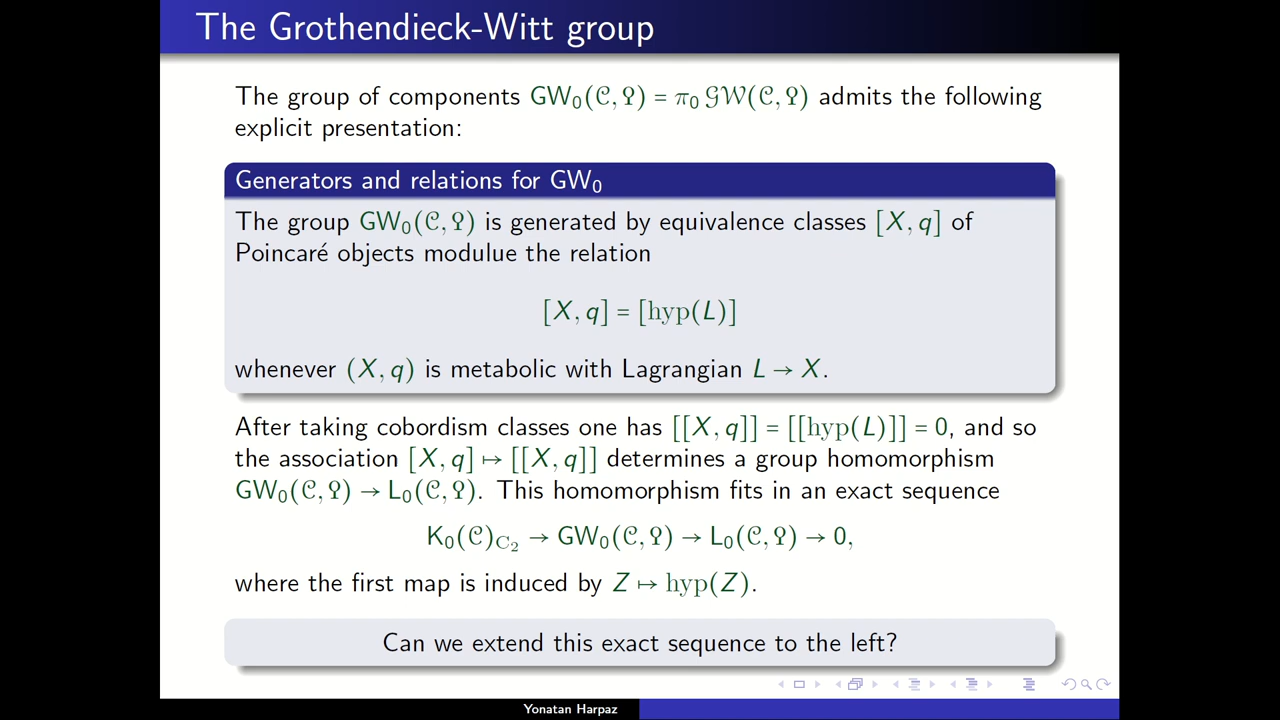 The Grothendieck-Witt group
The group of components GW₀(𝒞, Ϙ) = π₀ 𝒢𝒲(𝒞, Ϙ) admits the following
explicit presentation:
Generators and relations for GW₀
The group GW₀(𝒞, Ϙ) is generated by equivalence classes [X, q] of
Poincaré objects modulue the relation
[X, q] = [hyp(L)]
whenever (X, q) is metabolic with Lagrangian L → X.
After taking cobordism classes one has [[X, q]] = [[hyp(L)]] = 0, and so
the association [X, q] ↦ [[X, q]] determines a group homomorphism
GW₀(𝒞, Ϙ) → L₀(𝒞, Ϙ). This homomorphism fits in an exact sequence
K₀(𝒞)_C₂ → GW₀(𝒞, Ϙ) → L₀(𝒞, Ϙ) → 0,
where the first map is induced by Z ↦ hyp(Z).
Can we extend this exact sequence to the left?
Yonatan Harpaz